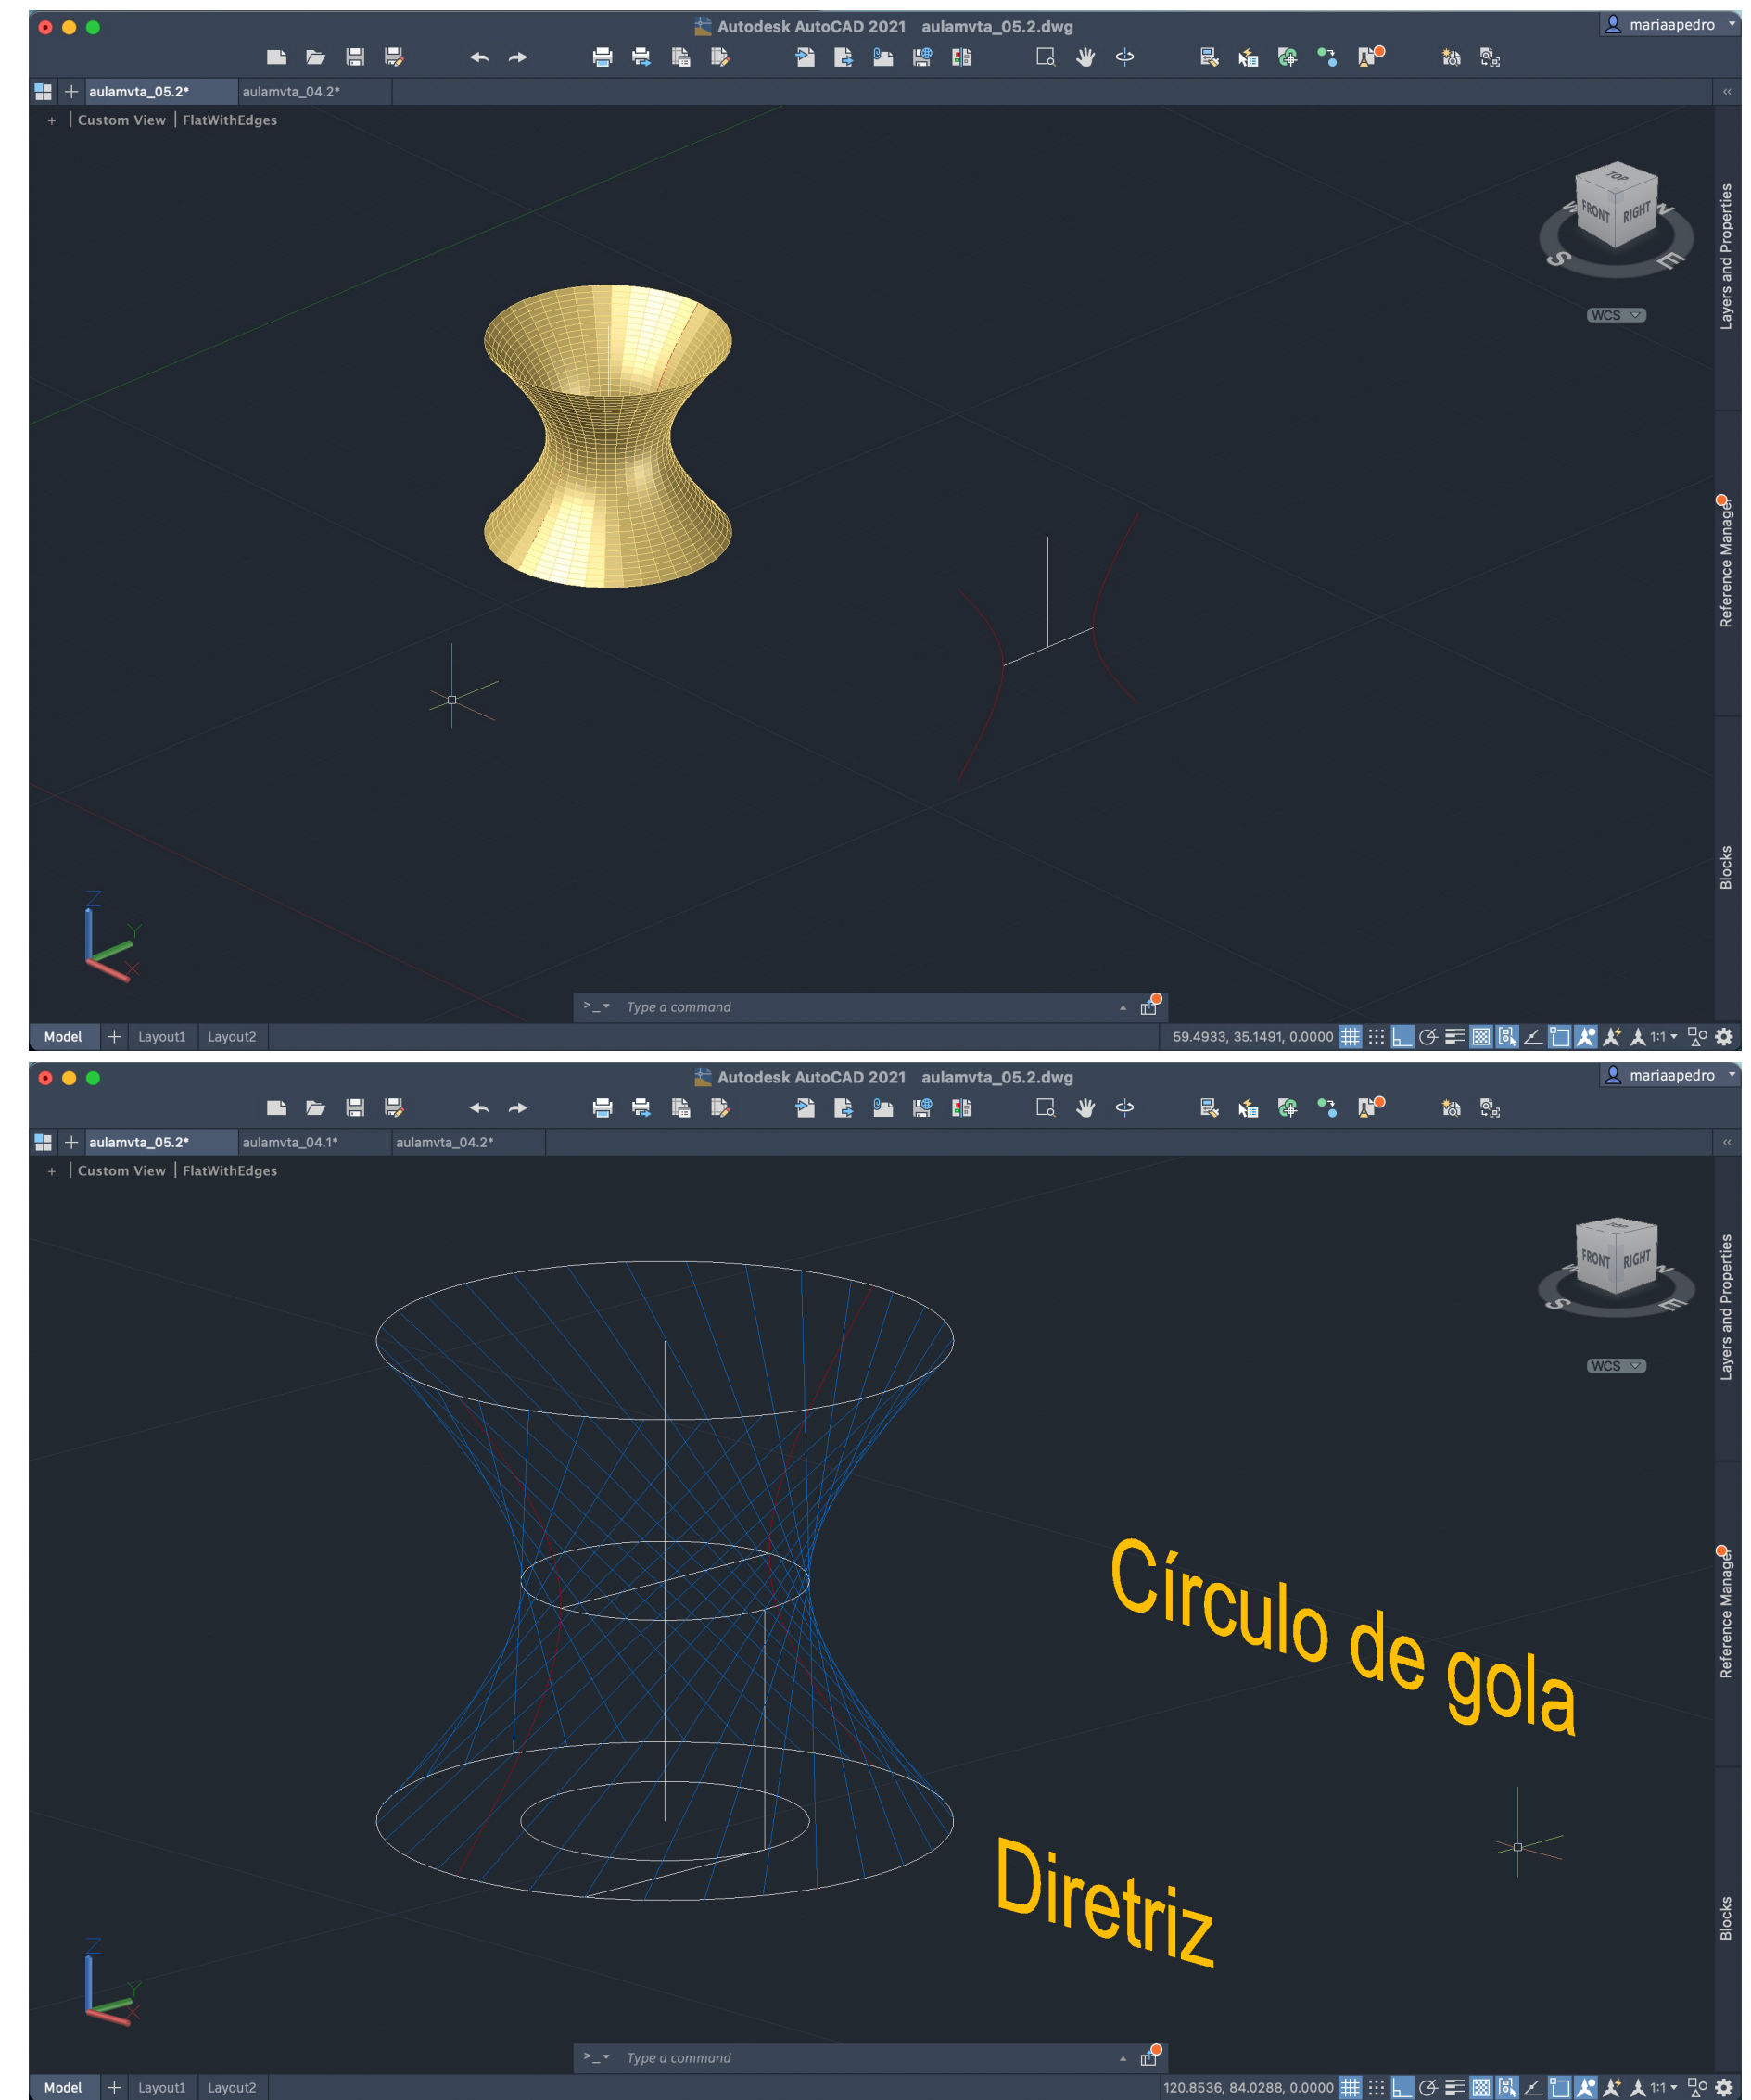 Autodesk AutoCAD 2021 aulamvta_05.2.dwg
mariaapedro
aulamvta_05.2* aulamvta_04.2*
+ | Custom View | FlatWithEdges
TOP
FRONT RIGHT
W N
S E
WCS
Layers and Properties
Reference Manager
Blocks
Z
Y
X
>_ Type a command
Model Layout1 Layout2
59.4933, 35.1491, 0.0000
1:1
Autodesk AutoCAD 2021 aulamvta_05.2.dwg
mariaapedro
aulamvta_05.2* aulamvta_04.1* aulamvta_04.2*
+ | Custom View | FlatWithEdges
TOP
FRONT RIGHT
S E
WCS
Layers and Properties
Círculo de gola
Reference Manager
Diretriz
Blocks
Z
Y
X
>_ Type a command
Model Layout1 Layout2
120.8536, 84.0288, 0.0000
1:1